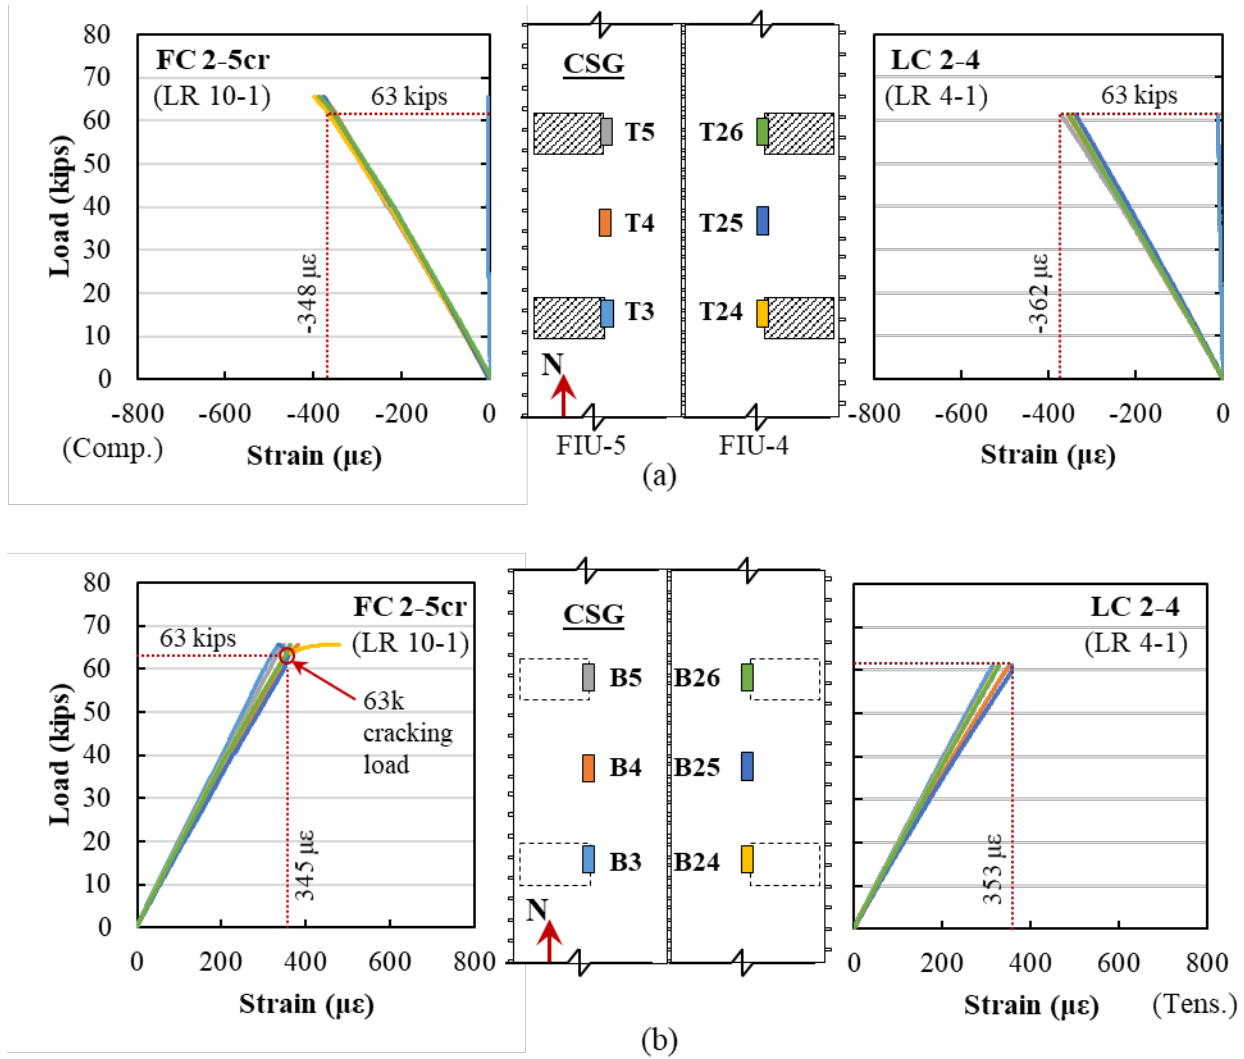 80
70
60
50
40
30
20
10
0
Load (kips)
FC 2-5cr
(LR 10-1)
63 kips
-348 µε
-800
-600
-400
-200
0
(Comp.)
Strain (µε)
CSG
T5
T26
T4
T25
T3
T24
N
FIU-5
FIU-4
(a)
LC 2-4
(LR 4-1)
63 kips
-362 µε
-800
-600
-400
-200
0
Strain (µε)
80
70
60
50
40
30
20
10
0
Load (kips)
FC 2-5cr
(LR 10-1)
63 kips
63k
cracking
load
345 µε
0
200
400
600
800
Strain (µε)
CSG
B5
B26
B4
B25
B3
B24
N
(b)
LC 2-4
(LR 4-1)
353 µε
0
200
400
600
800
Strain (µε)
(Tens.)